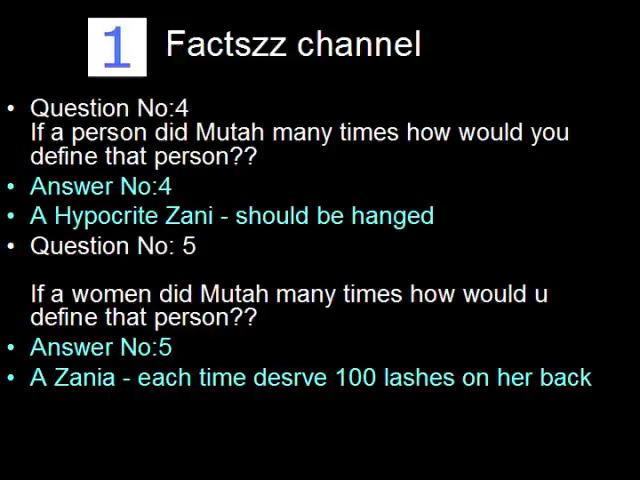 1 Factszz channel
• Question No:4
If a person did Mutah many times how would you
define that person??
• Answer No:4
• A Hypocrite Zani - should be hanged
• Question No: 5
If a women did Mutah many times how would u
define that person??
• Answer No:5
• A Zania - each time desrve 100 lashes on her back